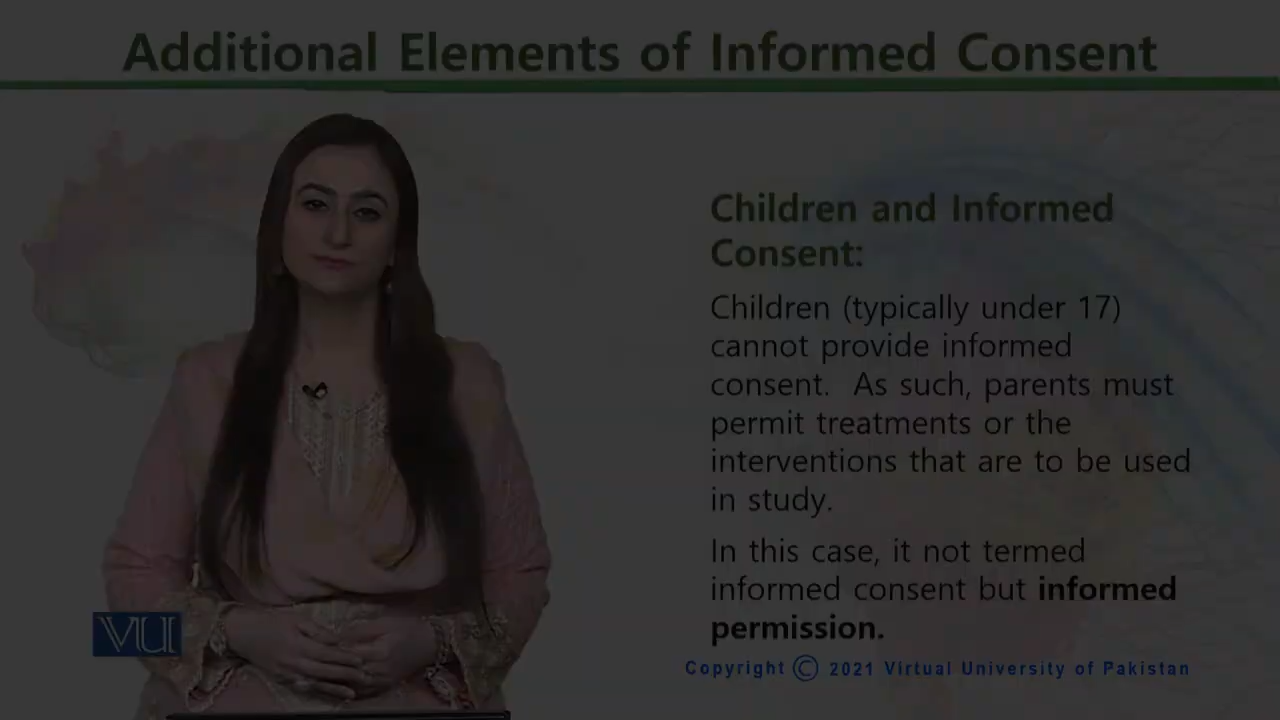 Additional Elements of Informed Consent
Children and Informed
Consent:
Children (typically under 17)
cannot provide informed
consent.  As such, parents must
permit treatments or the
interventions that are to be used
in study.
In this case, it not termed
informed consent but informed
permission.
VU
Copyright © 2021 Virtual University of Pakistan